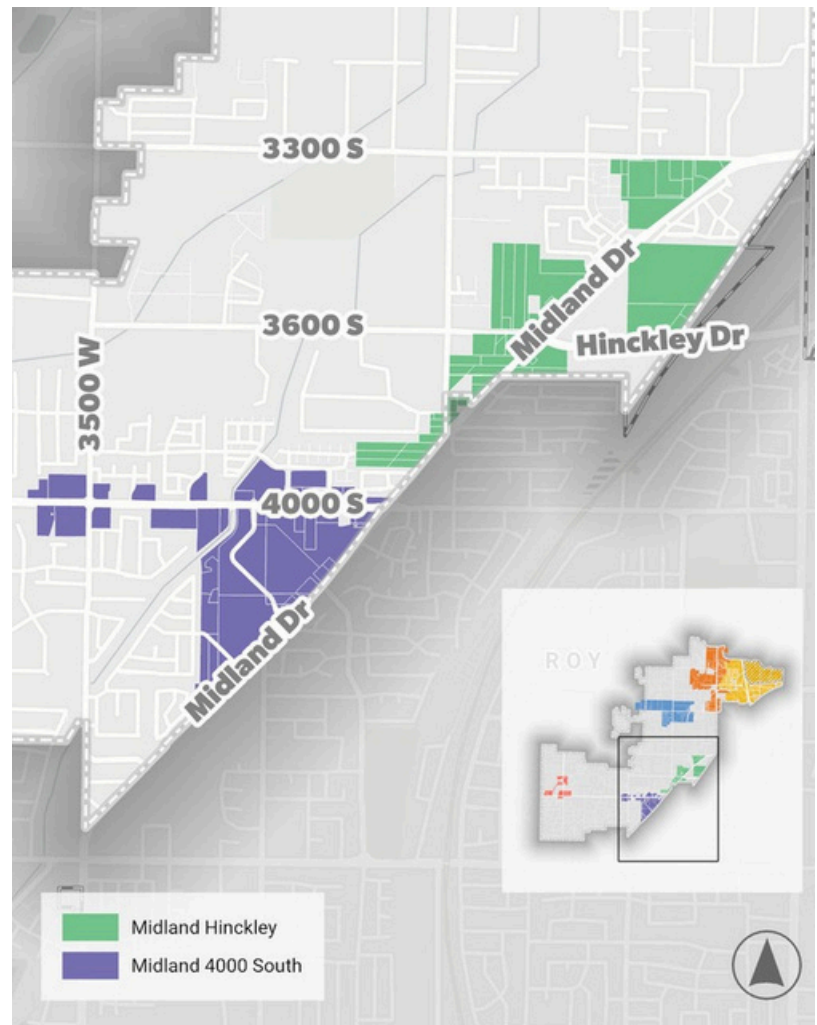 3300 S
Midland Dr
3600 S
Hinckley Dr
3500 W
4000 S
Midland Dr
ROY
Midland Hinckley
Midland 4000 South